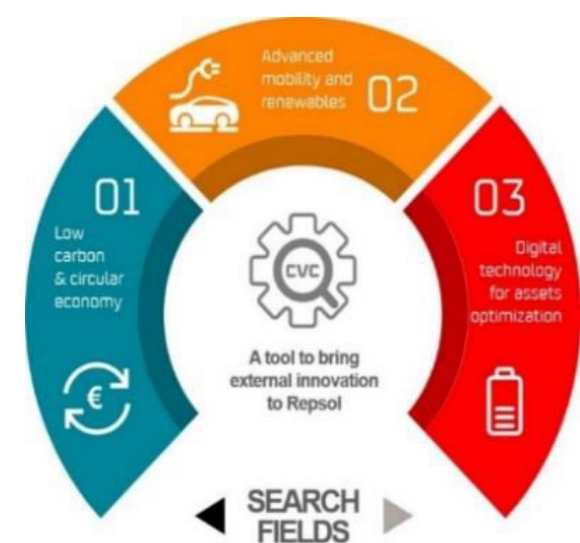 01
Low
carbon
& circular
economy
€
Advanced
mobility and
renewables
02
03
Digital
technology
for assets
optimization
CVC
A tool to bring
external innovation
to Repsol
SEARCH
FIELDS